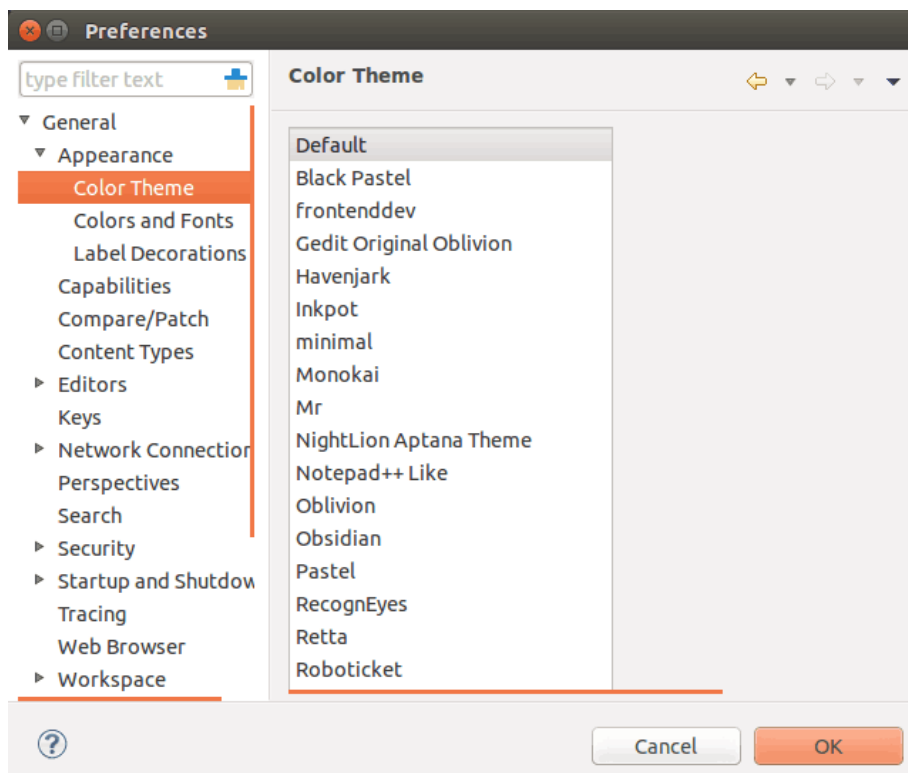 Preferences
type filter text
General
Appearance
Color Theme
Colors and Fonts
Label Decorations
Capabilities
Compare/Patch
Content Types
Editors
Keys
Network Connection
Perspectives
Search
Security
Startup and Shutdow
Tracing
Web Browser
Workspace
Color Theme
Default
Black Pastel
frontenddev
Gedit Original Oblivion
Havenjark
Inkpot
minimal
Monokai
Mr
NightLion Aptana Theme
Notepad++ Like
Oblivion
Obsidian
Pastel
RecognEyes
Retta
Roboticket
?
Cancel
OK